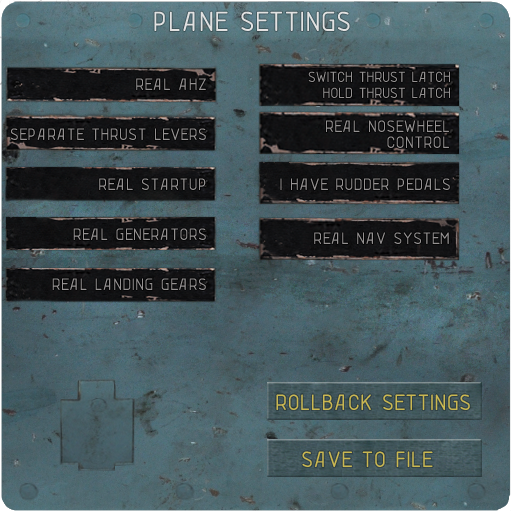 PLANE SETTINGS
REAL AHZ
SEPARATE THRUST LEVERS
REAL STARTUP
REAL GENERATORS
REAL LANDING GEARS
SWITCH THRUST LATCH
HOLD THRUST LATCH
REAL NOSEWHEEL
CONTROL
I HAVE RUDDER PEDALS
REAL NAV SYSTEM
ROLLBACK SETTINGS
SAVE TO FILE